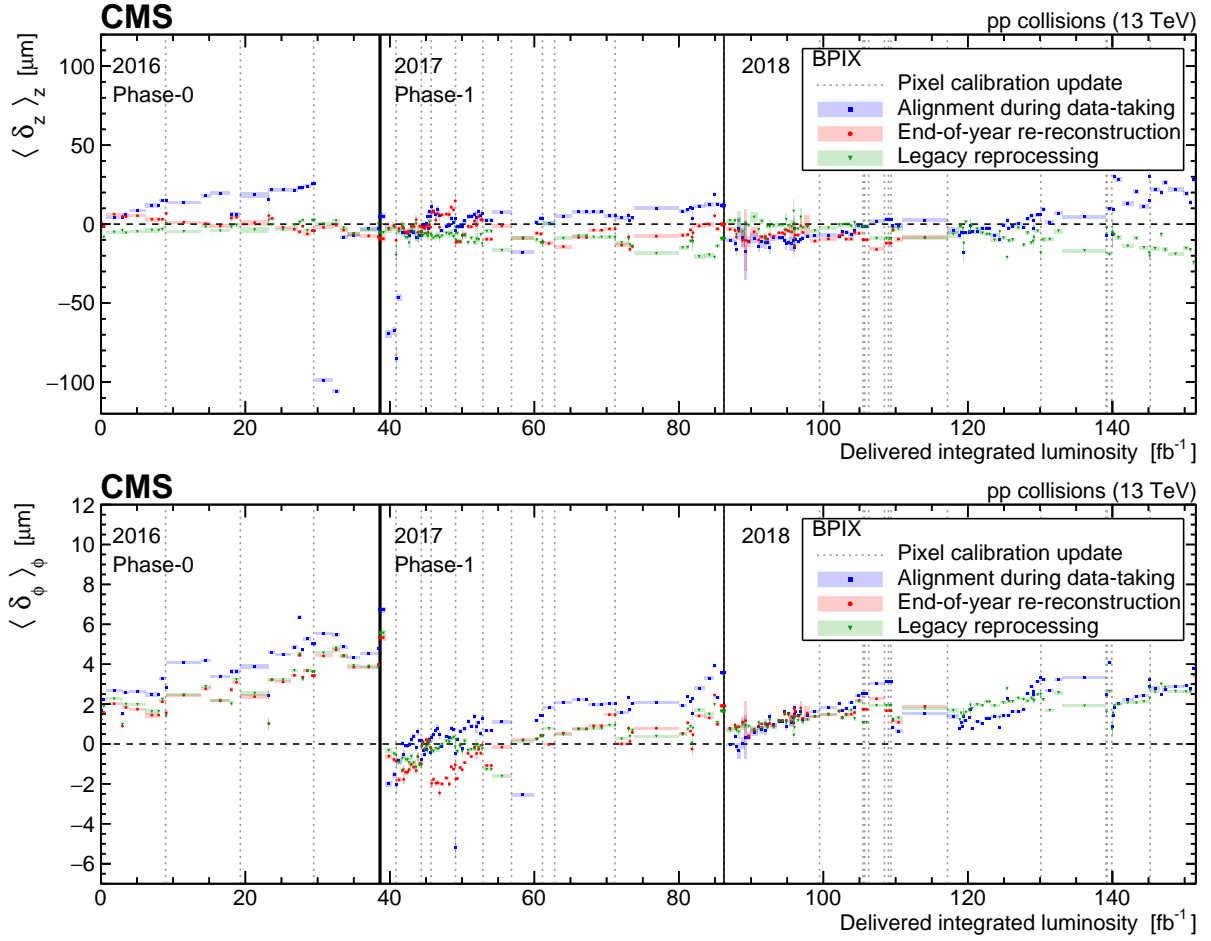 CMS
pp collisions (13 TeV)
⟨ δz ⟩z [μm]
100
50
0
−50
−100
2016
Phase-0
2017
Phase-1
2018
BPIX
Pixel calibration update
Alignment during data-taking
End-of-year re-reconstruction
Legacy reprocessing
0 20 40 60 80 100 120 140
Delivered integrated luminosity [fb⁻¹]
CMS
pp collisions (13 TeV)
⟨ δϕ ⟩ϕ [μm]
12
10
8
6
4
2
0
−2
−4
−6
2016
Phase-0
2017
Phase-1
2018
BPIX
Pixel calibration update
Alignment during data-taking
End-of-year re-reconstruction
Legacy reprocessing
0 20 40 60 80 100 120 140
Delivered integrated luminosity [fb⁻¹]